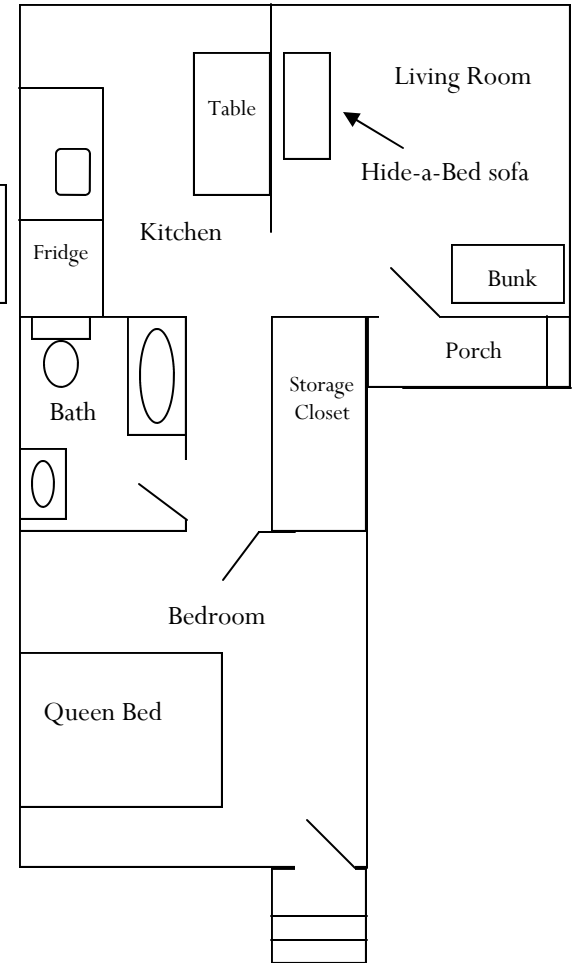 Living Room
Table
Hide-a-Bed sofa
Kitchen
Fridge
Bunk
Porch
Storage
Closet
Bath
Bedroom
Queen Bed